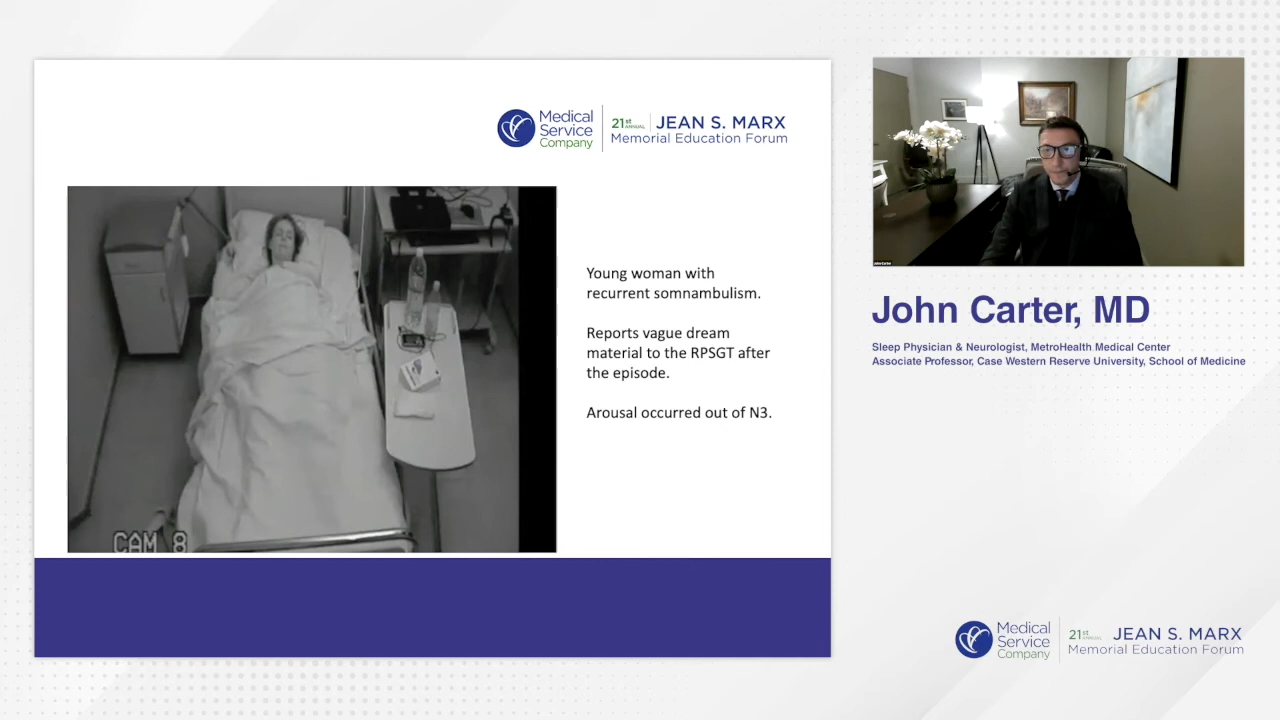 Medical
Service
Company
21st ANNUAL
JEAN S. MARX
Memorial Education Forum
Young woman with
recurrent somnambulism.
Reports vague dream
material to the RPSGT after
the episode.
Arousal occurred out of N3.
CAM 8
John Carter
John Carter, MD
Sleep Physician & Neurologist, MetroHealth Medical Center
Associate Professor, Case Western Reserve University, School of Medicine
Medical
Service
Company
21st ANNUAL
JEAN S. MARX
Memorial Education Forum